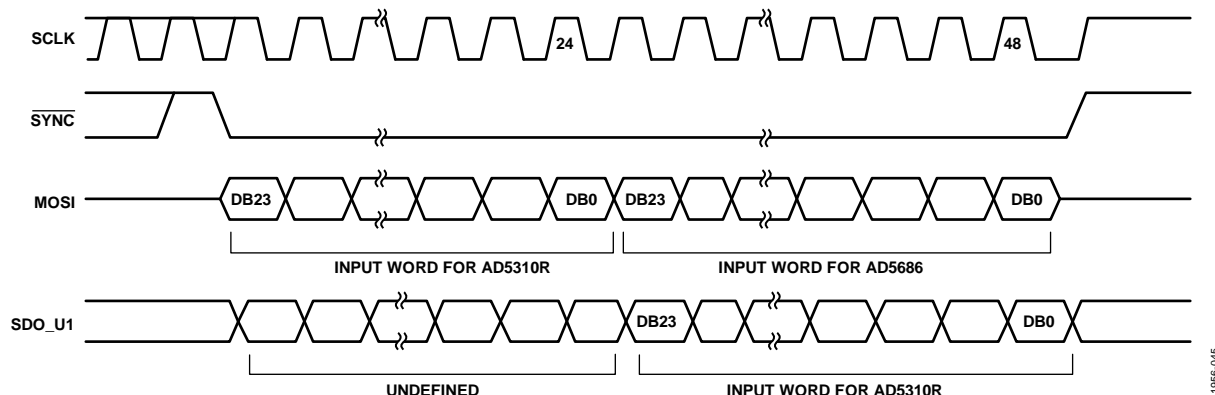 SCLK
24
48
SYNC
MOSI
DB23
DB0
DB23
DB0
INPUT WORD FOR AD5310R
INPUT WORD FOR AD5686
SDO_U1
DB23
DB0
UNDEFINED
INPUT WORD FOR AD5310R